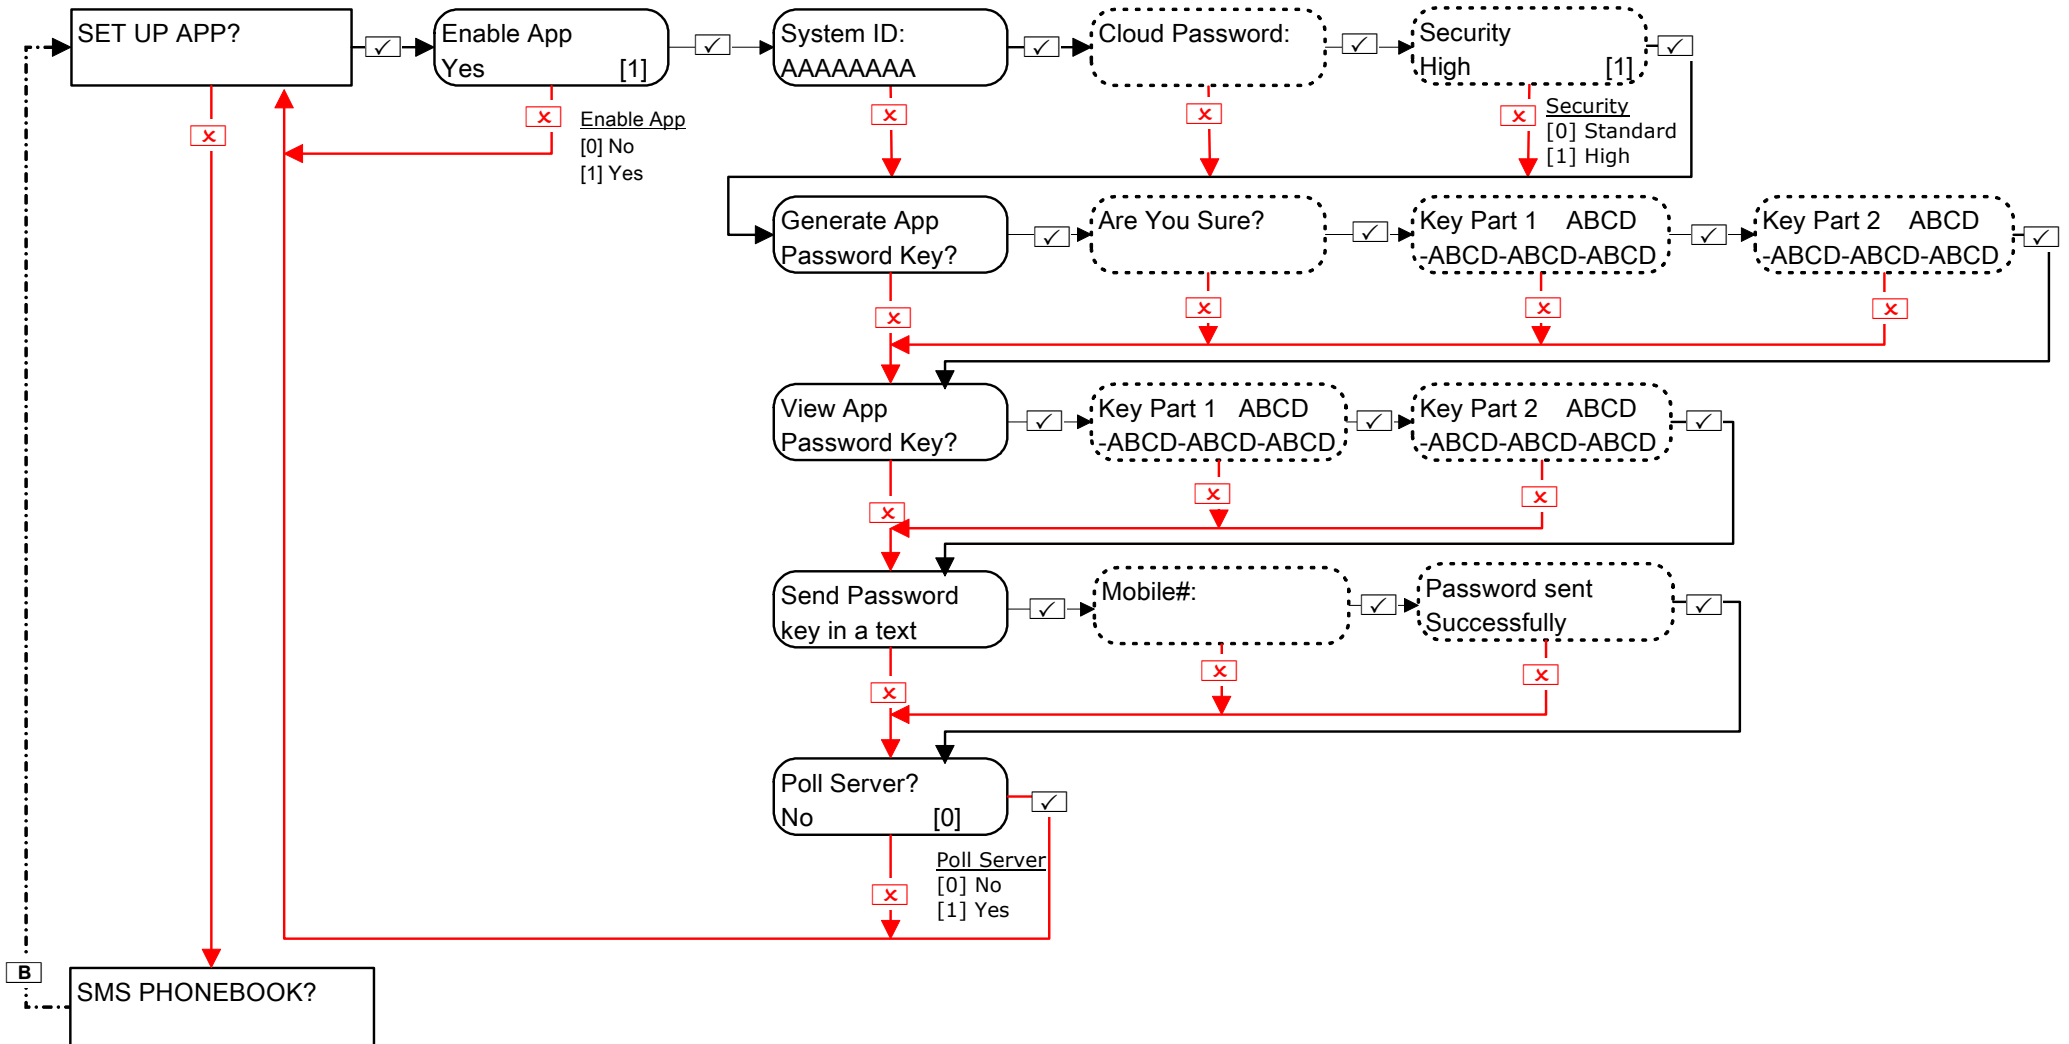 SET UP APP?
Enable App
Yes [1]
System ID:
AAAAAAAA
Cloud Password:
Security
High [1]
Enable App
[0] No
[1] Yes
Security
[0] Standard
[1] High
Generate App
Password Key?
Are You Sure?
Key Part 1 ABCD
-ABCD-ABCD-ABCD
Key Part 2 ABCD
-ABCD-ABCD-ABCD
View App
Password Key?
Key Part 1 ABCD
-ABCD-ABCD-ABCD
Key Part 2 ABCD
-ABCD-ABCD-ABCD
Send Password
key in a text
Mobile#:
Password sent
Successfully
Poll Server?
No [0]
Poll Server
[0] No
[1] Yes
B
SMS PHONEBOOK?